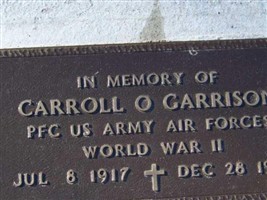 IN MEMORY OF
CARROLL O GARRISON
PFC US ARMY AIR FORCES
WORLD WAR II
JUL 8 1917 ✝ DEC 28